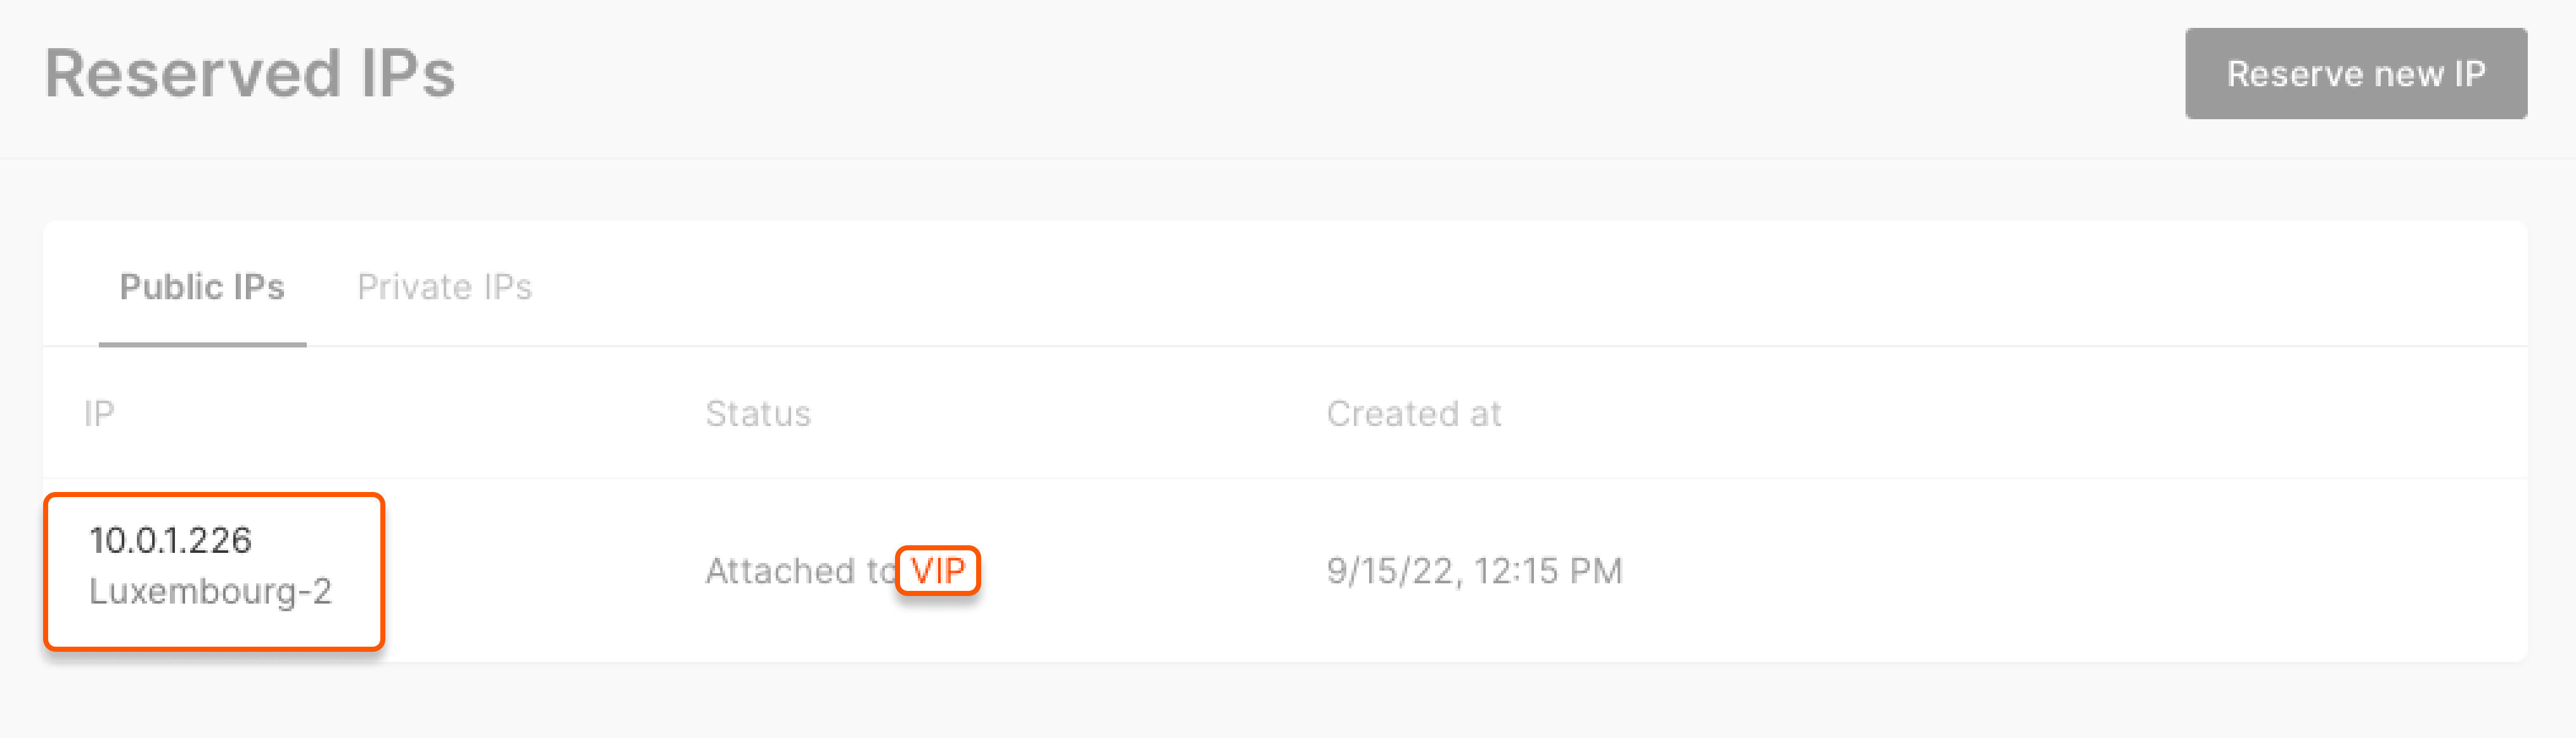 Reserved IPs
Reserve new IP
Public IPs
Private IPs
IP
Status
Created at
10.0.1.226
Luxembourg-2
Attached to VIP
9/15/22, 12:15 PM